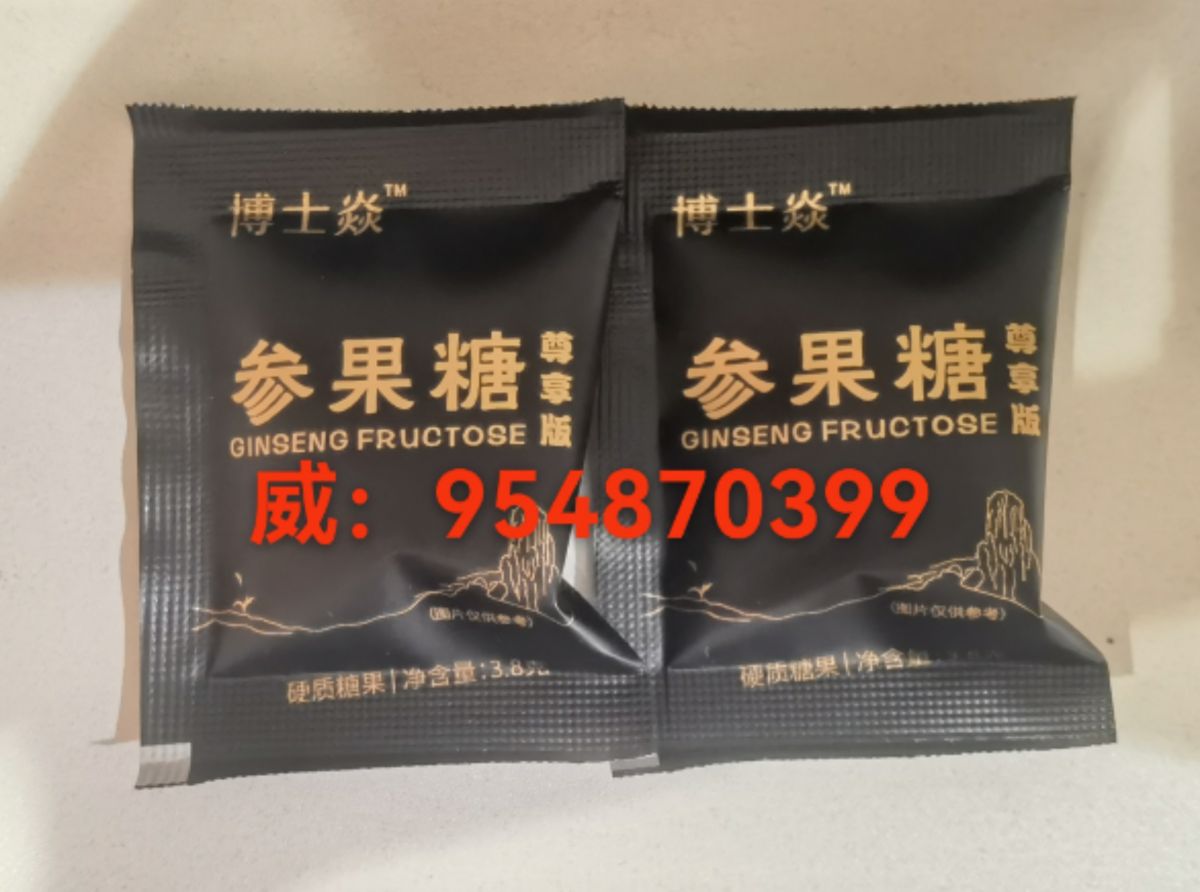 博士焱™
参果糖
尊享版
GINSENG FRUCTOSE
(图片仅供参考)
硬质糖果|净含量:3.8克
博士焱™
参果糖
尊享版
GINSENG FRUCTOSE
(图片仅供参考)
硬质糖果|净含量:
威：954870399